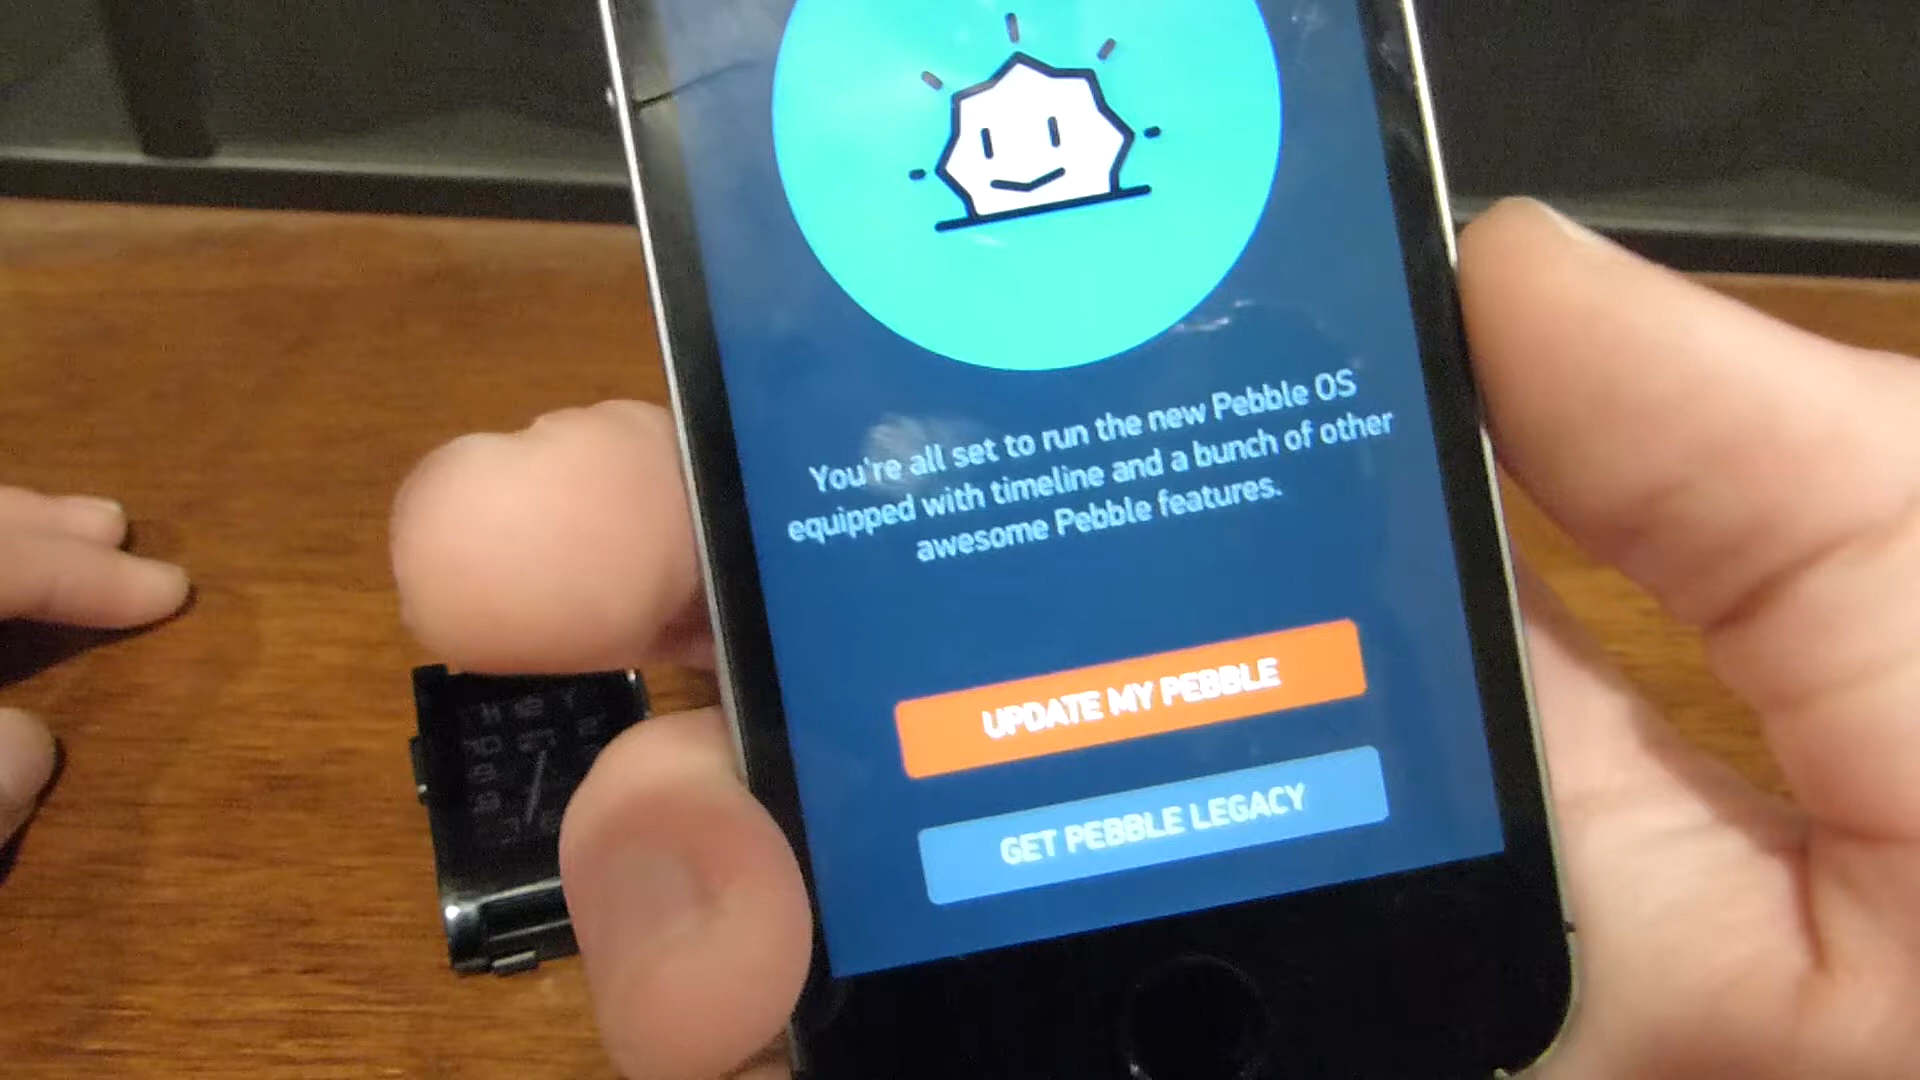 You're all set to run the new Pebble OS
equipped with timeline and a bunch of other
awesome Pebble features.
UPDATE MY PEBBLE
GET PEBBLE LEGACY